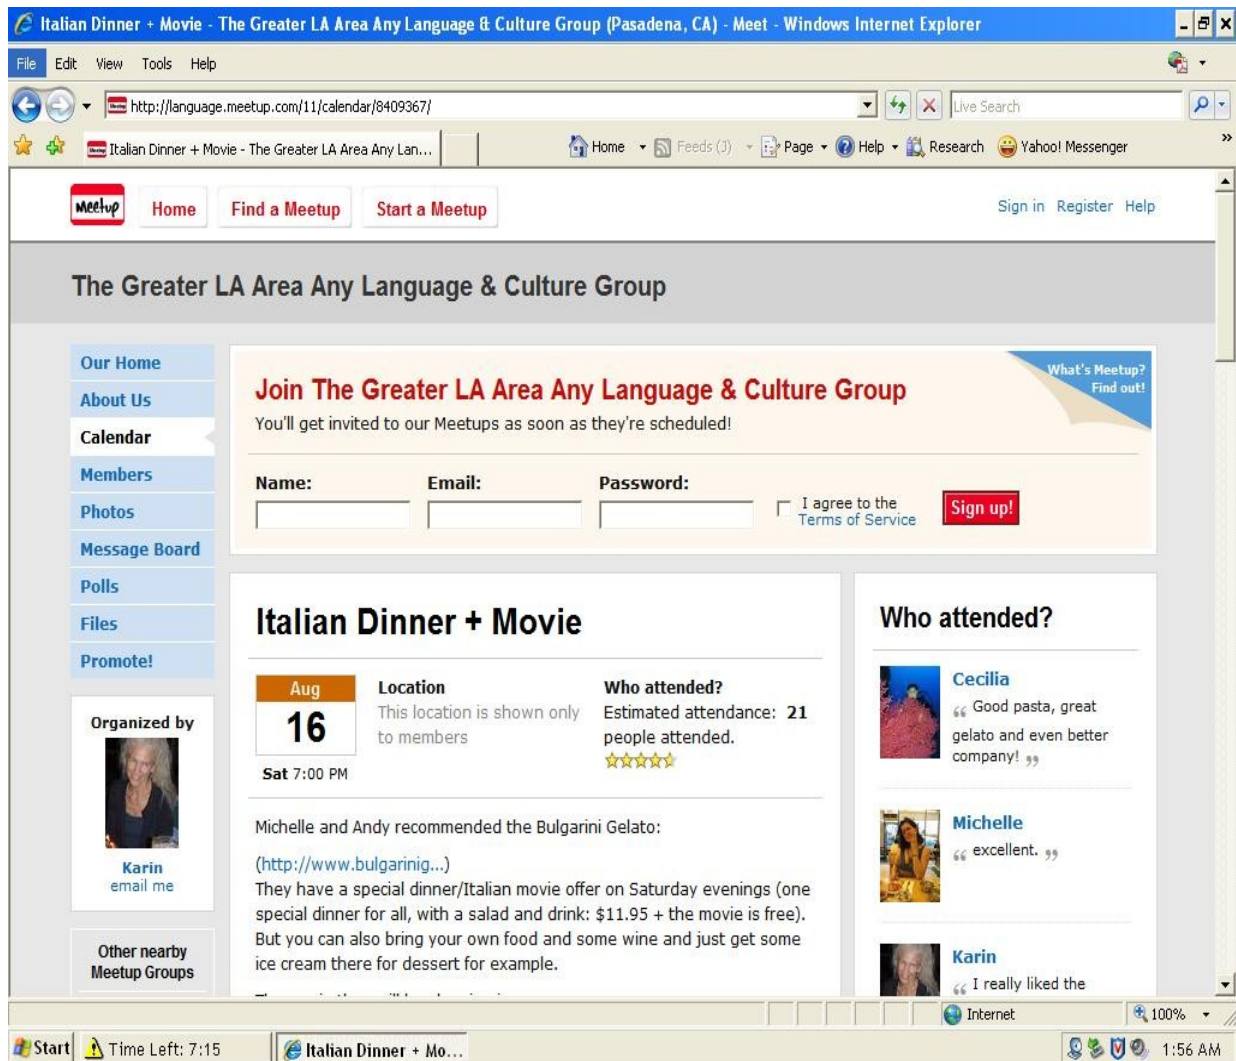 Italian Dinner + Movie - The Greater LA Area Any Language & Culture Group (Pasadena, CA) - Meet - Windows Internet Explorer
File Edit View Tools Help
http://language.meetup.com/11/calendar/8409367/
Live Search
Italian Dinner + Movie - The Greater LA Area Any Lan...
Home Feeds (J) Page Help Research Yahoo! Messenger »
Meetup
Home Find a Meetup Start a Meetup
Sign in Register Help
The Greater LA Area Any Language & Culture Group
Our Home
About Us
Calendar
Members
Photos
Message Board
Polls
Files
Promote!
Organized by
Karin
email me
Other nearby
Meetup Groups
Join The Greater LA Area Any Language & Culture Group
You'll get invited to our Meetups as soon as they're scheduled!
What's Meetup?
Find out!
Name: Email: Password:
I agree to the
Terms of Service
Sign up!
Italian Dinner + Movie
Aug
16
Sat 7:00 PM
Location
This location is shown only
to members
Who attended?
Estimated attendance: 21
people attended.
Michelle and Andy recommended the Bulgarini Gelato:
(http://www.bulgarinig...)
They have a special dinner/Italian movie offer on Saturday evenings (one
special dinner for all, with a salad and drink: $11.95 + the movie is free).
But you can also bring your own food and some wine and just get some
ice cream there for dessert for example.
Who attended?
Cecilia
“ Good pasta, great
gelato and even better
company! ”
Michelle
“ excellent. ”
Karin
“ I really liked the
Internet
100%
Start
Time Left: 7:15
Italian Dinner + Mo...
1:56 AM